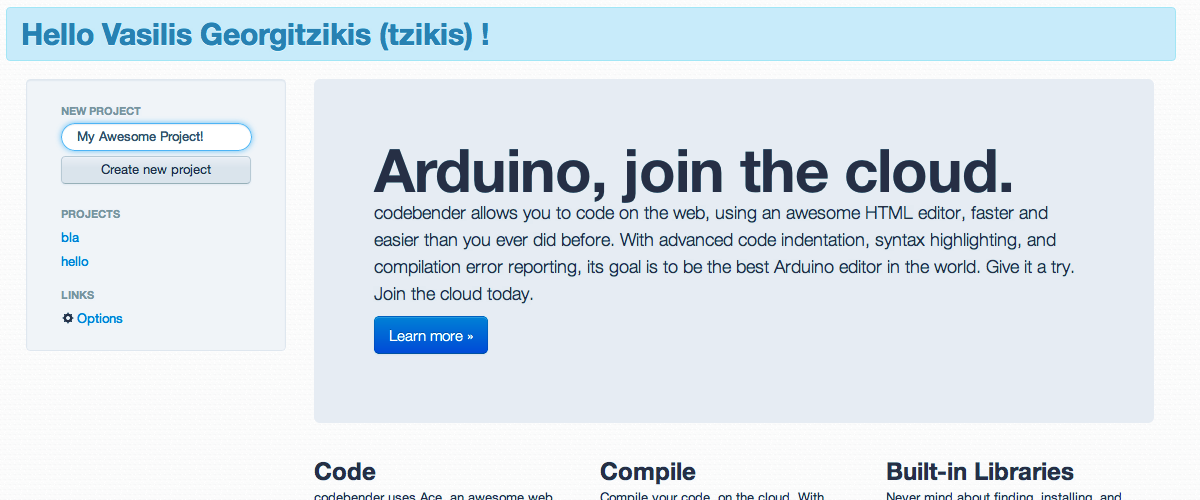 Hello Vasilis Georgitzikis (tzikis) !
NEW PROJECT
My Awesome Project!
Create new project
PROJECTS
bla
hello
LINKS
Options
Arduino, join the cloud.
codebender allows you to code on the web, using an awesome HTML editor, faster and
easier than you ever did before. With advanced code indentation, syntax highlighting, and
compilation error reporting, its goal is to be the best Arduino editor in the world. Give it a try.
Join the cloud today.
Learn more »
Code
codebender uses Ace, an awesome web
Compile
Compile your code, on the cloud. With
Built-in Libraries
Never mind about finding, installing, and